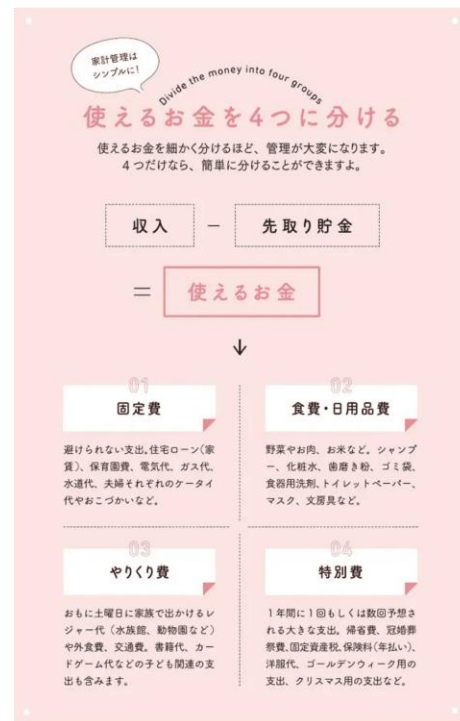 家計管理は
シンプルに!
Divide the money into four groups
使えるお金を4つに分ける
使えるお金を細かく分けるほど、管理が大変になります。
4つだけなら、簡単に分けることができますよ。
収入 − 先取り貯金
= 使えるお金
↓
01
固定費
避けられない支出。住宅ローン(家
賃)、保育園費、電気代、ガス代、
水道代、夫婦それぞれのケータイ
代やおこづかいなど。
02
食費・日用品費
野菜やお肉、お米など。シャンプ
ー、化粧水、歯磨き粉、ゴミ袋、
食器用洗剤、トイレットペーパー、
マスク、文房具など。
03
やりくり費
おもに土曜日に家族で出かけるレ
ジャー代(水族館、動物園など)
や外食費、交通費。書籍代、カー
ドゲーム代などの子ども関連の支
出も含みます。
04
特別費
1年間に1回もしくは数回予想さ
れる大きな支出。帰省費、冠婚葬
祭費、固定資産税、保険料(年払い)、
洋服代、ゴールデンウィーク用の
支出、クリスマス用の支出など。